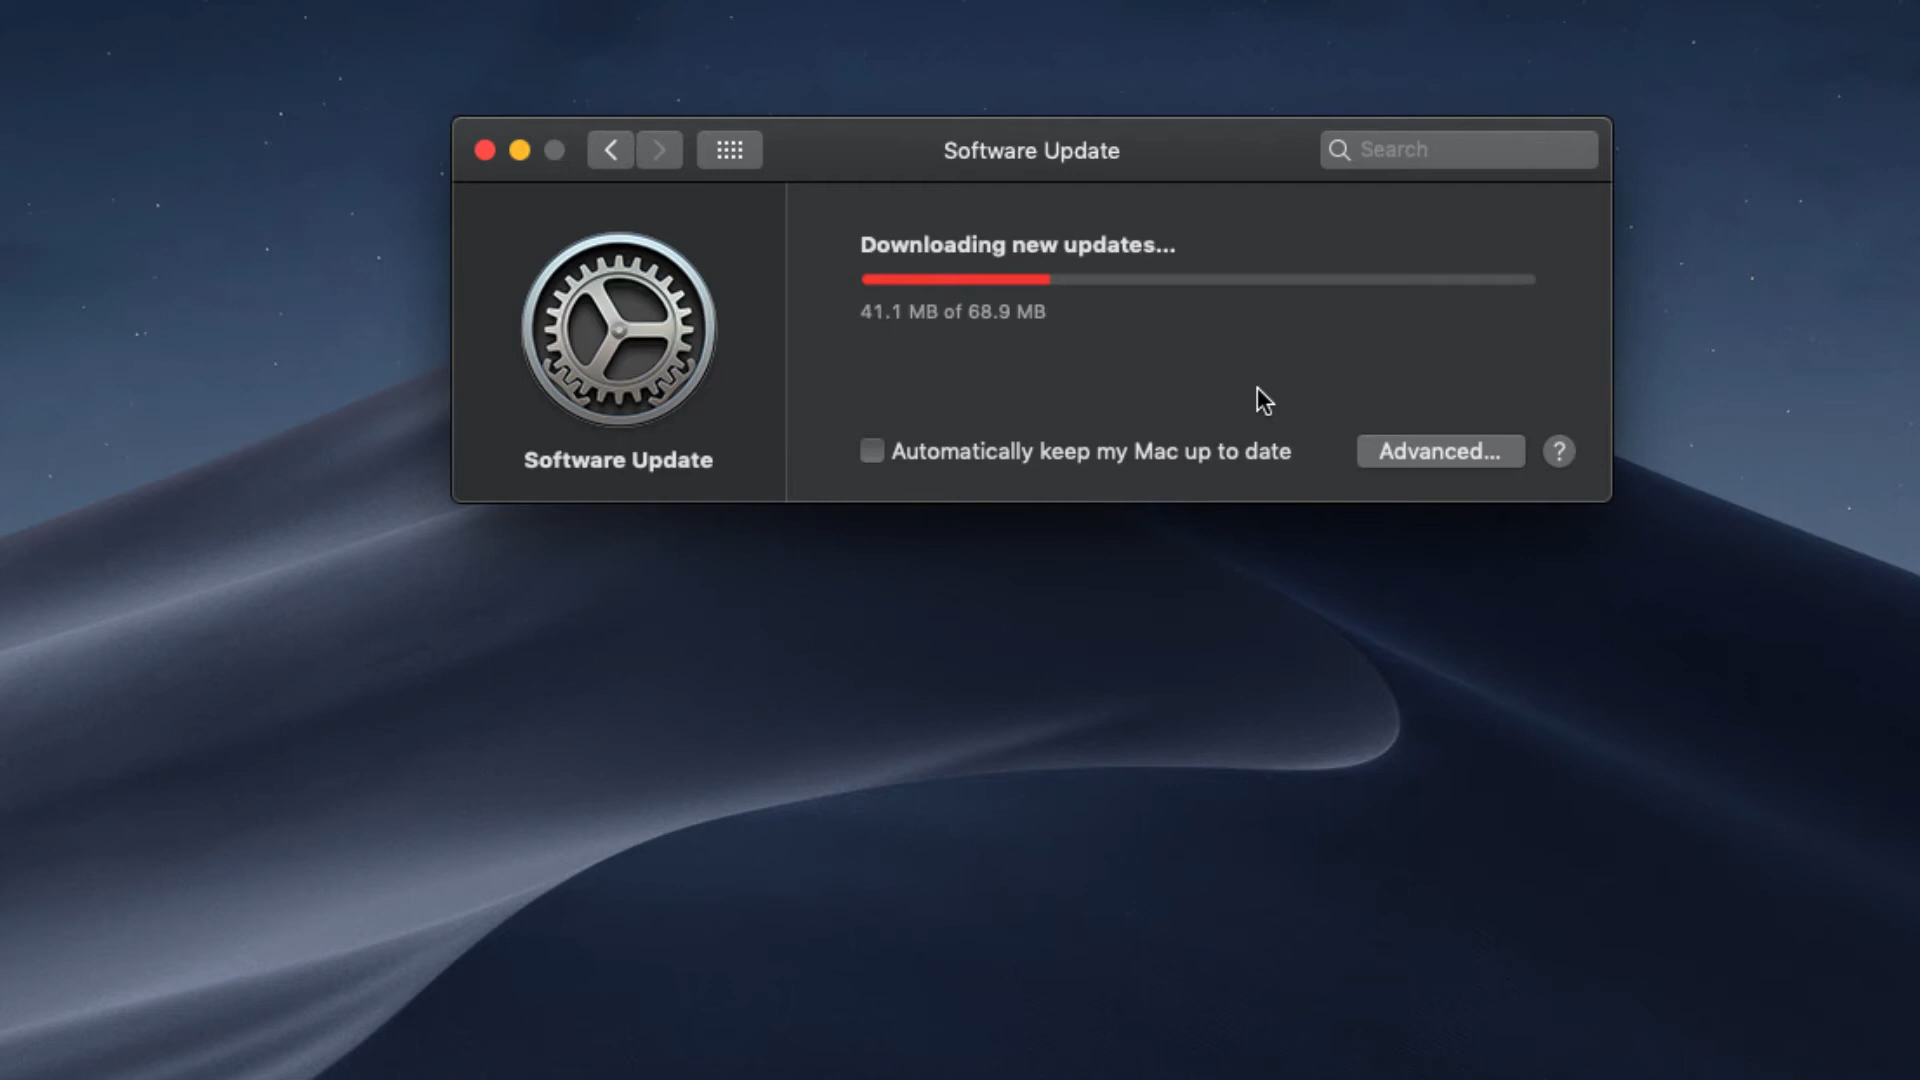 Software Update
Search
Downloading new updates...
41.1 MB of 68.9 MB
Automatically keep my Mac up to date
Advanced...
?
Software Update